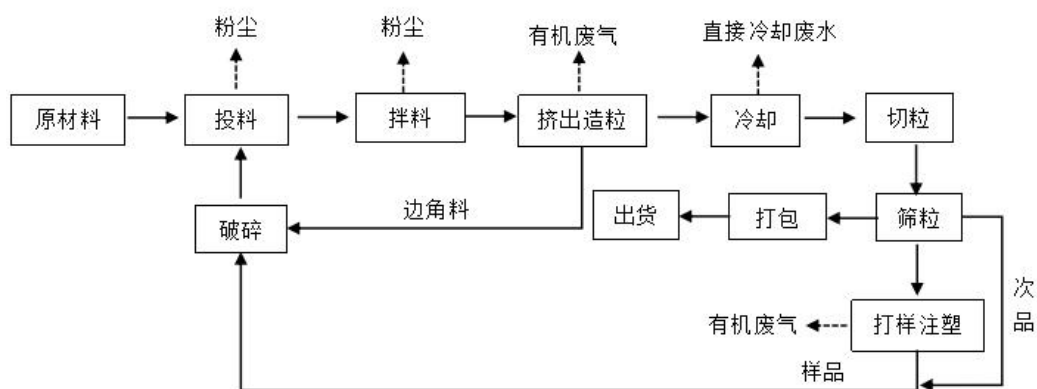 粉尘
粉尘
有机废气
直接冷却废水
原材料
投料
拌料
挤出造粒
冷却
切粒
破碎
边角料
出货
打包
筛粒
次品
有机废气
打样注塑
样品